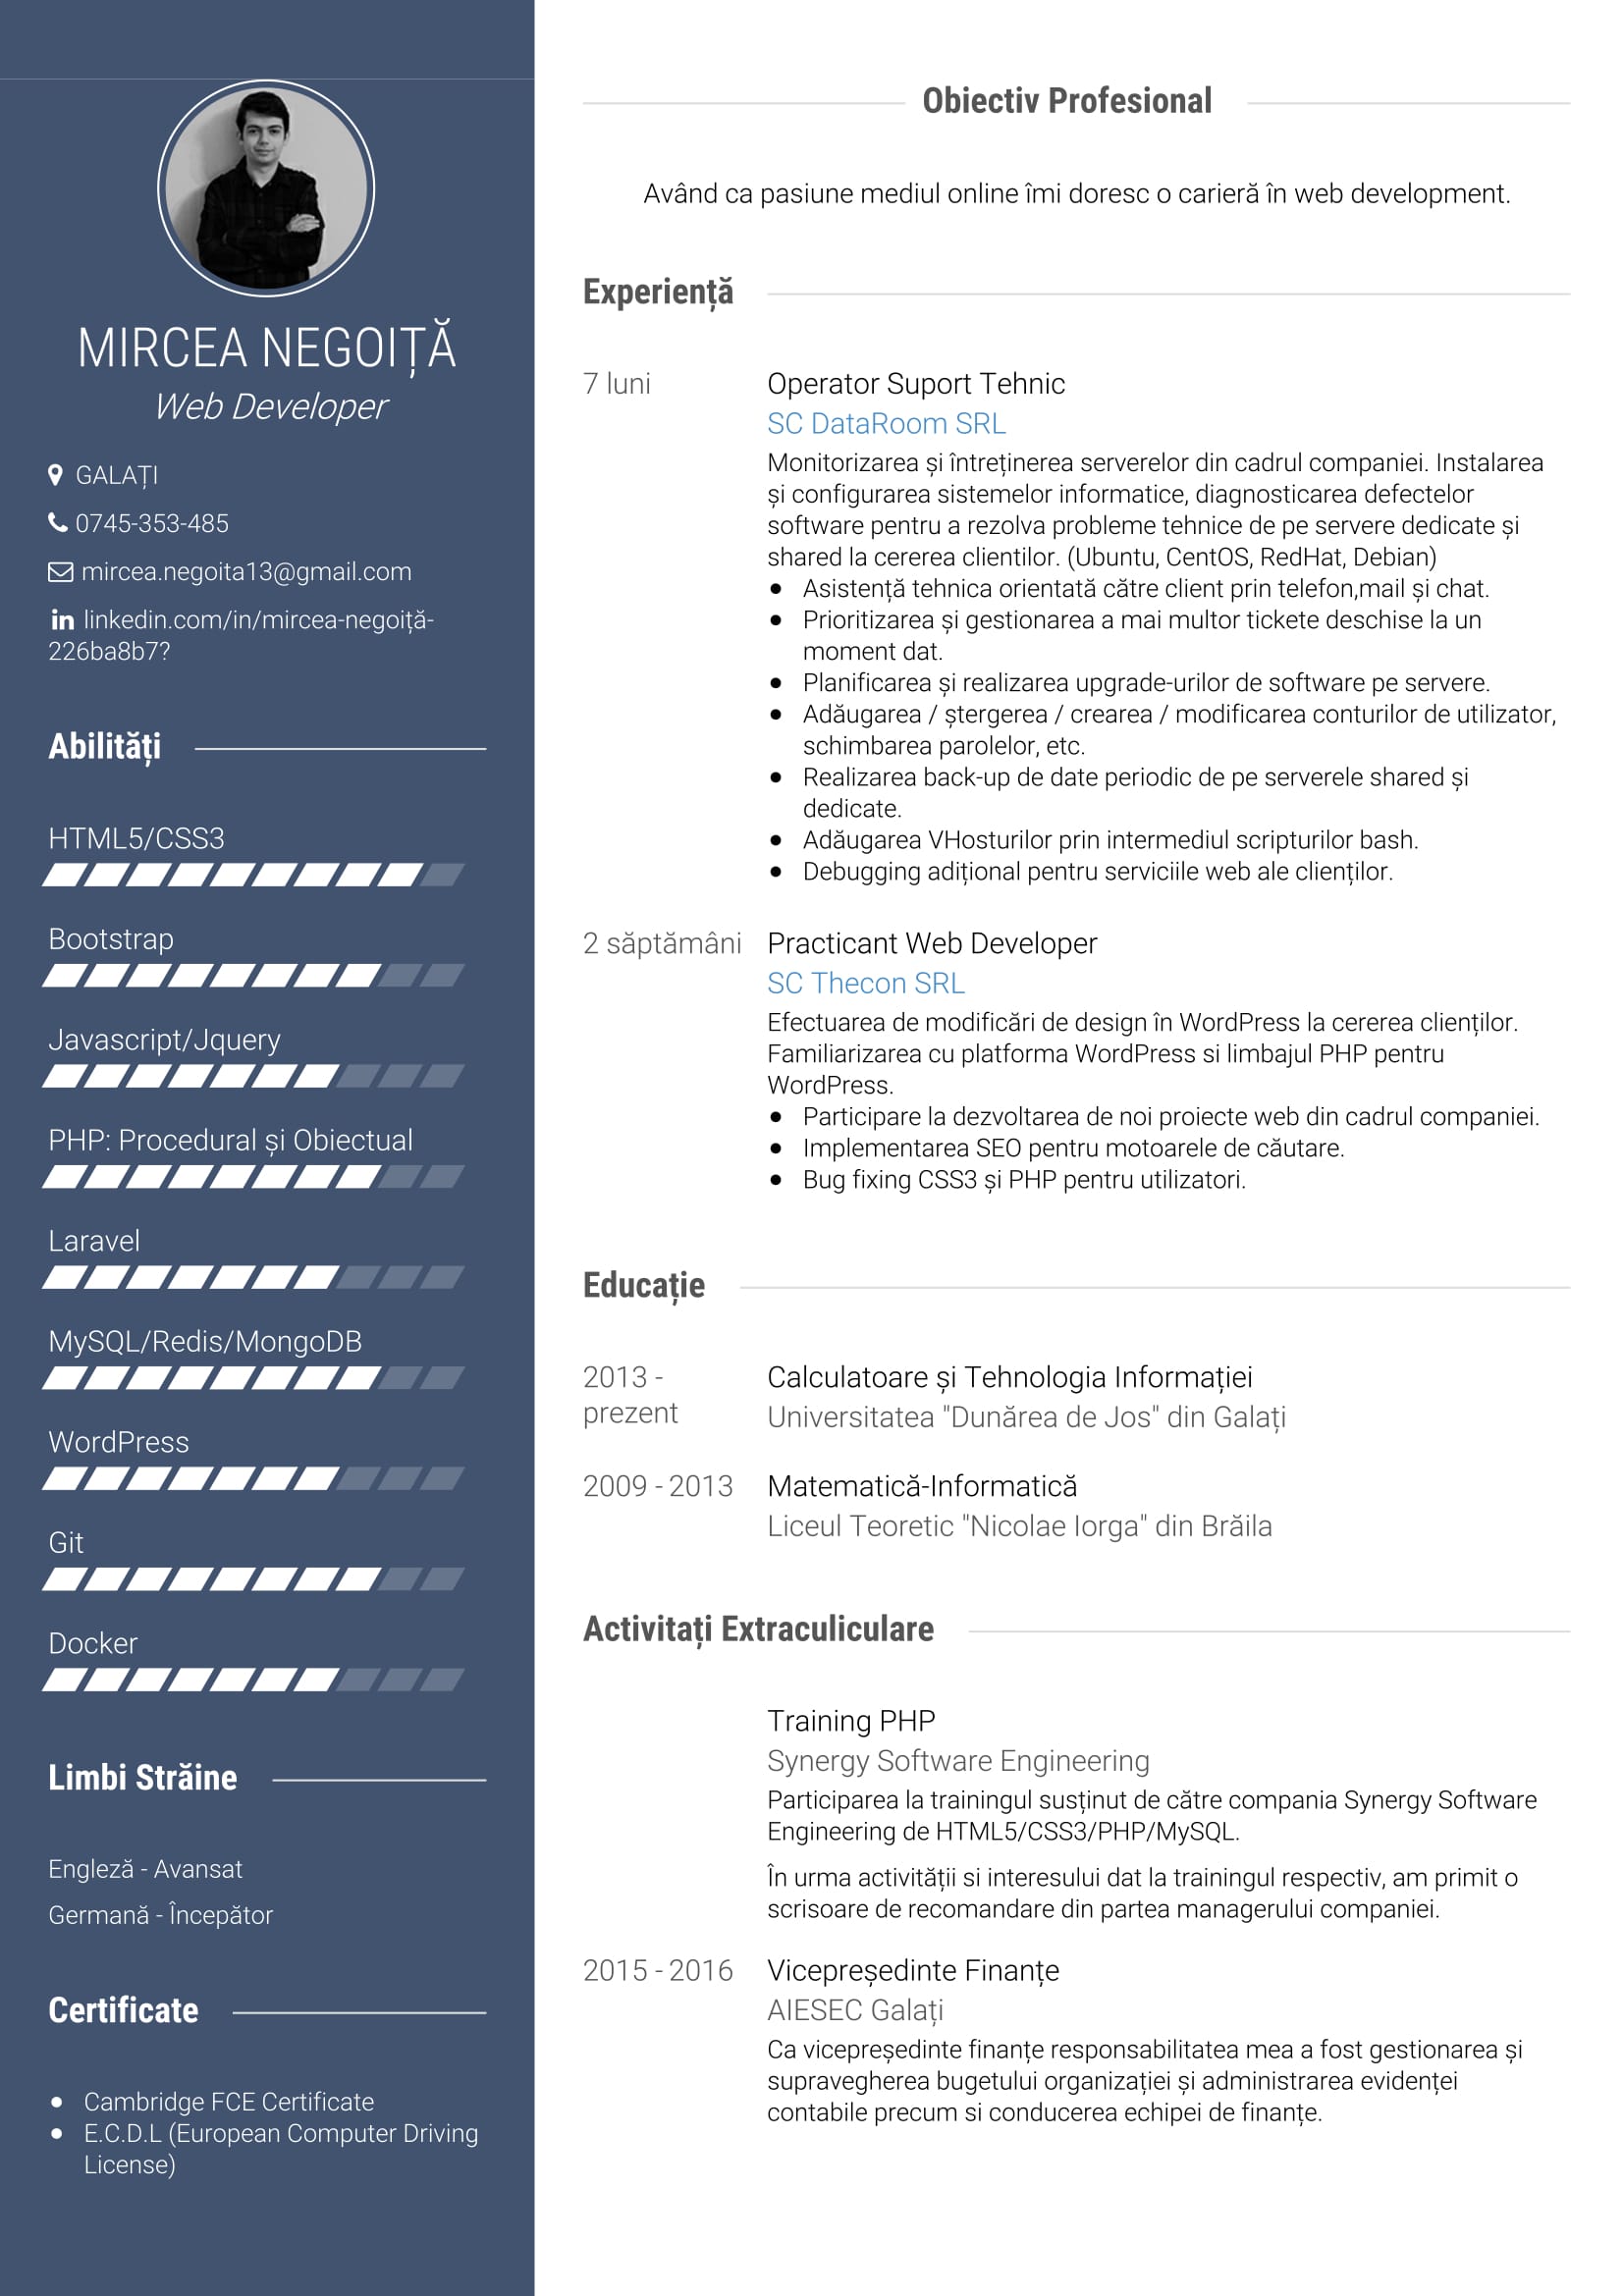 MIRCEA NEGOIȚĂ
Web Developer
GALAȚI
0745-353-485
mircea.negoita13@gmail.com
linkedin.com/in/mircea-negoiță-
226ba8b7?
Abilități
HTML5/CSS3
Bootstrap
Javascript/Jquery
PHP: Procedural și Obiectual
Laravel
MySQL/Redis/MongoDB
WordPress
Git
Docker
Limbi Străine
Engleză - Avansat
Germană - Începător
Certificate
Cambridge FCE Certificate
E.C.D.L (European Computer Driving
License)
Obiectiv Profesional
Având ca pasiune mediul online îmi doresc o carieră în web development.
Experiență
7 luni
Operator Suport Tehnic
SC DataRoom SRL
Monitorizarea și întreținerea serverelor din cadrul companiei. Instalarea
și configurarea sistemelor informatice, diagnosticarea defectelor
software pentru a rezolva probleme tehnice de pe servere dedicate și
shared la cererea clientilor. (Ubuntu, CentOS, RedHat, Debian)
Asistență tehnica orientată către client prin telefon,mail și chat.
Prioritizarea și gestionarea a mai multor tickete deschise la un
moment dat.
Planificarea și realizarea upgrade-urilor de software pe servere.
Adăugarea / ștergerea / crearea / modificarea conturilor de utilizator,
schimbarea parolelor, etc.
Realizarea back-up de date periodic de pe serverele shared și
dedicate.
Adăugarea VHosturilor prin intermediul scripturilor bash.
Debugging adițional pentru serviciile web ale clienților.
2 săptămâni
Practicant Web Developer
SC Thecon SRL
Efectuarea de modificări de design în WordPress la cererea clienților.
Familiarizarea cu platforma WordPress si limbajul PHP pentru
WordPress.
Participare la dezvoltarea de noi proiecte web din cadrul companiei.
Implementarea SEO pentru motoarele de căutare.
Bug fixing CSS3 și PHP pentru utilizatori.
Educație
2013 -
prezent
Calculatoare și Tehnologia Informației
Universitatea "Dunărea de Jos" din Galați
2009 - 2013
Matematică-Informatică
Liceul Teoretic "Nicolae Iorga" din Brăila
Activitați Extraculiculare
Training PHP
Synergy Software Engineering
Participarea la trainingul susținut de către compania Synergy Software
Engineering de HTML5/CSS3/PHP/MySQL.
În urma activității si interesului dat la trainingul respectiv, am primit o
scrisoare de recomandare din partea managerului companiei.
2015 - 2016
Vicepreședinte Finanțe
AIESEC Galați
Ca vicepreședinte finanțe responsabilitatea mea a fost gestionarea și
supravegherea bugetului organizației și administrarea evidenței
contabile precum si conducerea echipei de finanțe.